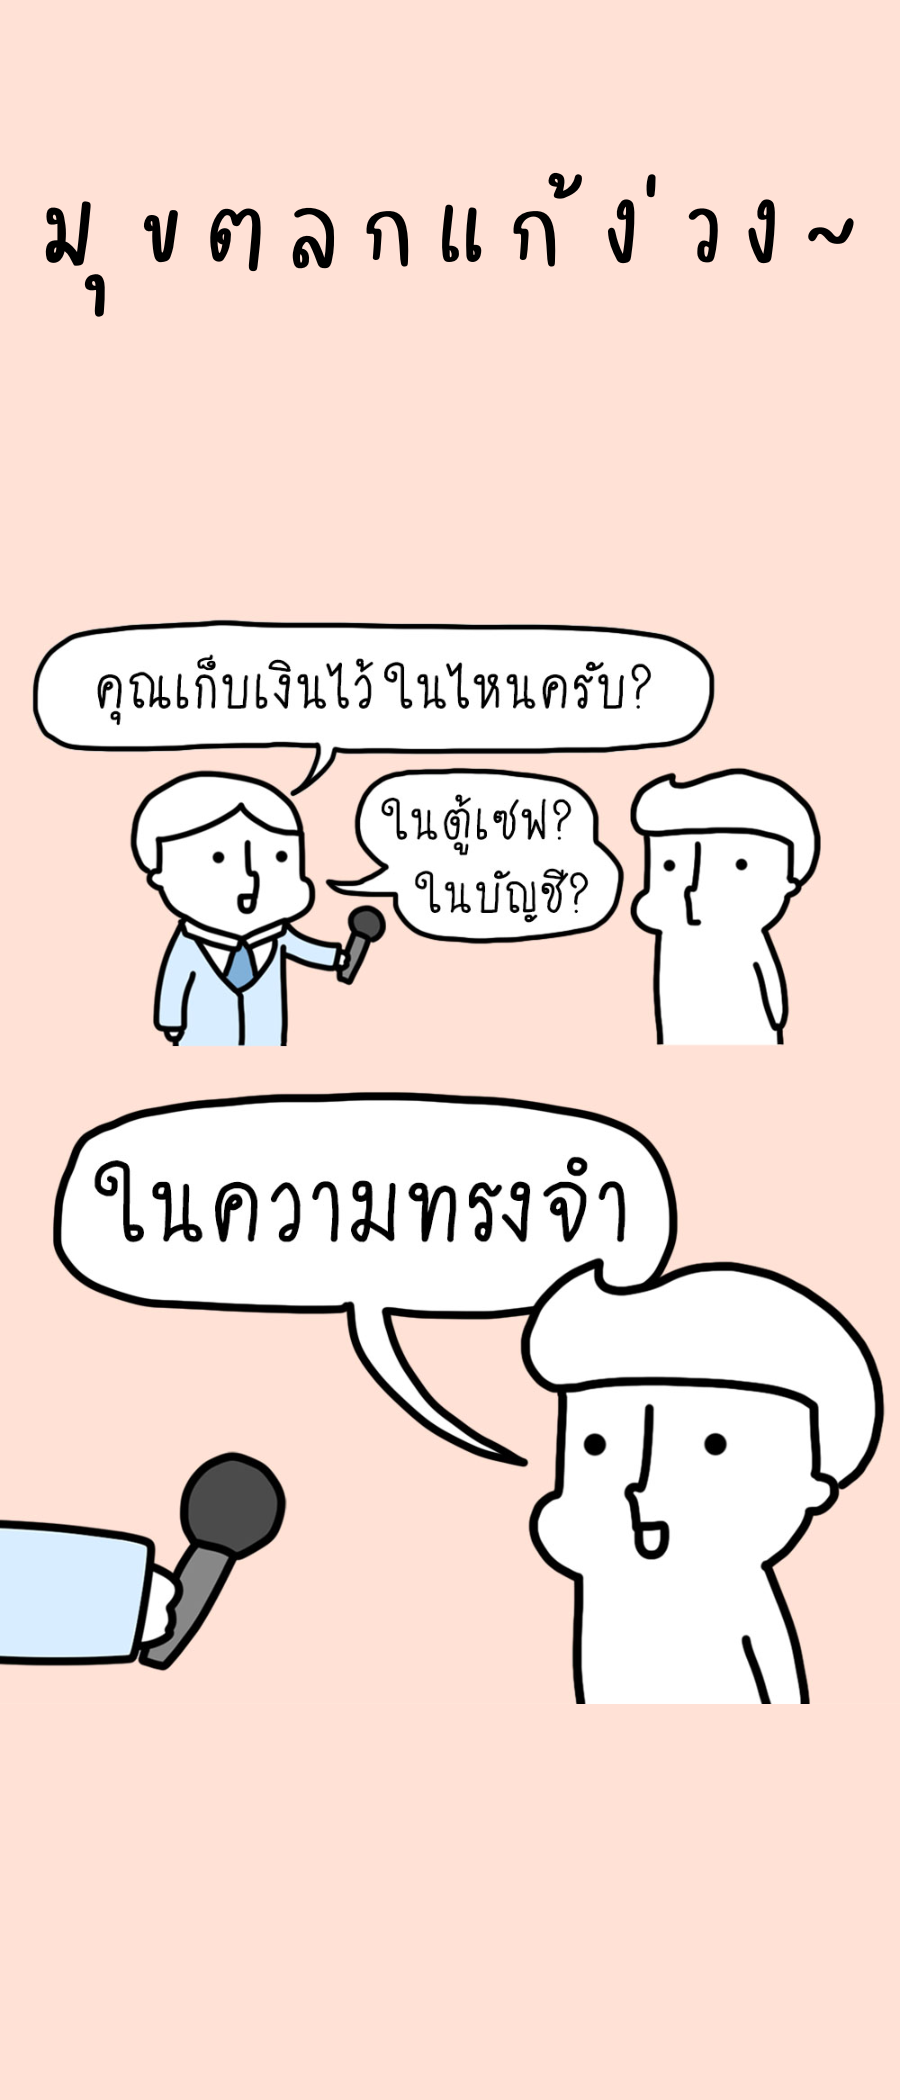 มุขตลกแก้ง่วง~
คุณเก็บเงินไว้ในไหนครับ?
ในตู้เซฟ?
ในบัญชี?
ในความทรงจำ